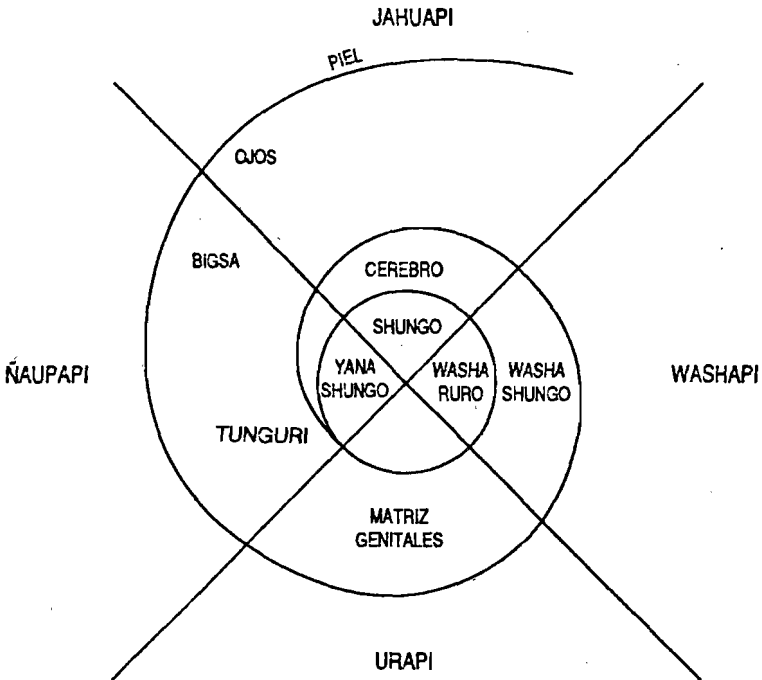 JAHUAPI
PIEL
OJOS
BIGSA
CEREBRO
SHUNGO
ÑAUPAPI
YANA
SHUNGO
WASHA
RURO
WASHA
SHUNGO
WASHAPI
TUNGURI
MATRIZ
GENITALES
URAPI